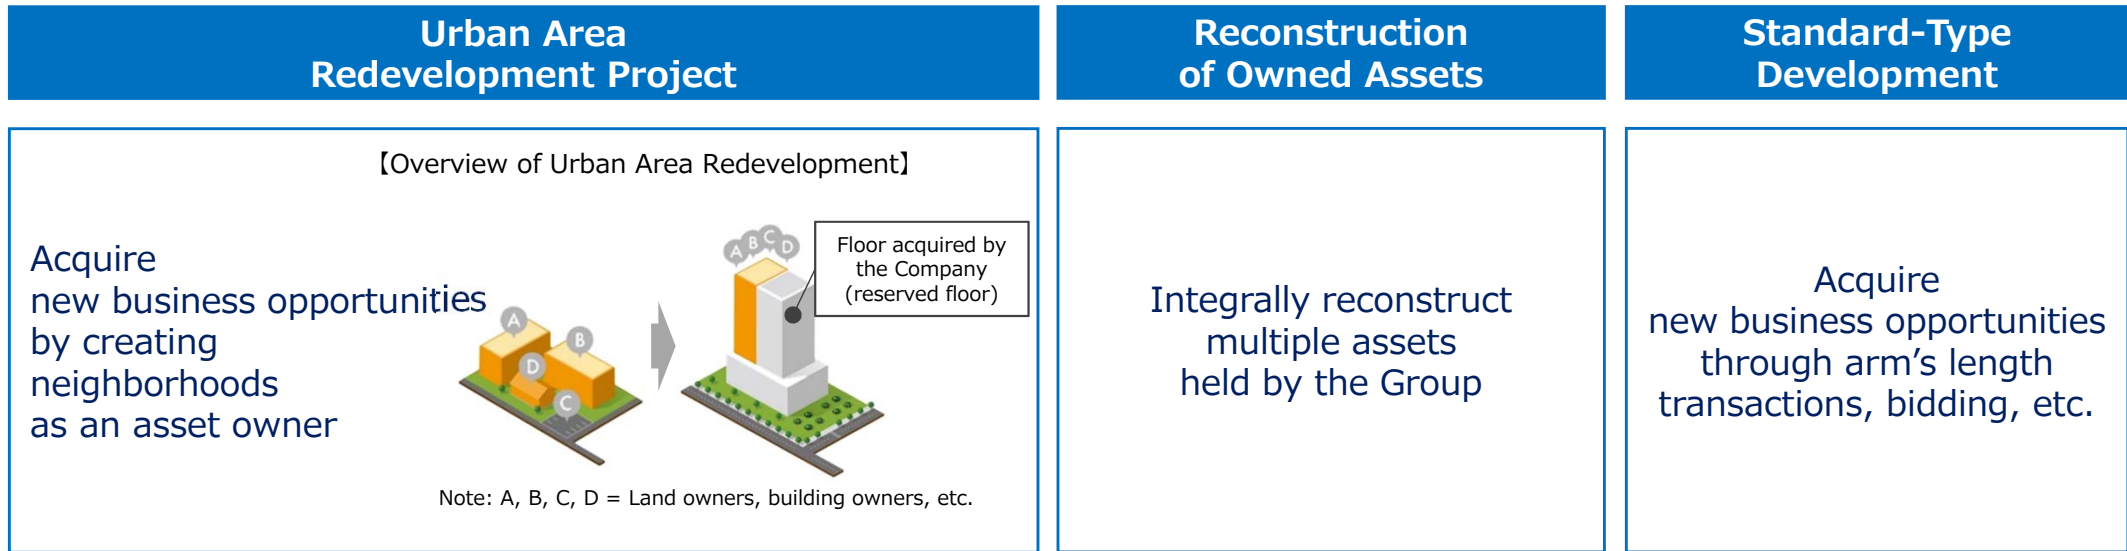 Urban Area
Redevelopment Project
Reconstruction
of Owned Assets
Standard-Type
Development
【Overview of Urban Area Redevelopment】
Acquire
new business opportunities
by creating
neighborhoods
as an asset owner
A
B
D
C
A B C D
Floor acquired by
the Company
(reserved floor)
Note: A, B, C, D = Land owners, building owners, etc.
Integrally reconstruct
multiple assets
held by the Group
Acquire
new business opportunities
through arm’s length
transactions, bidding, etc.